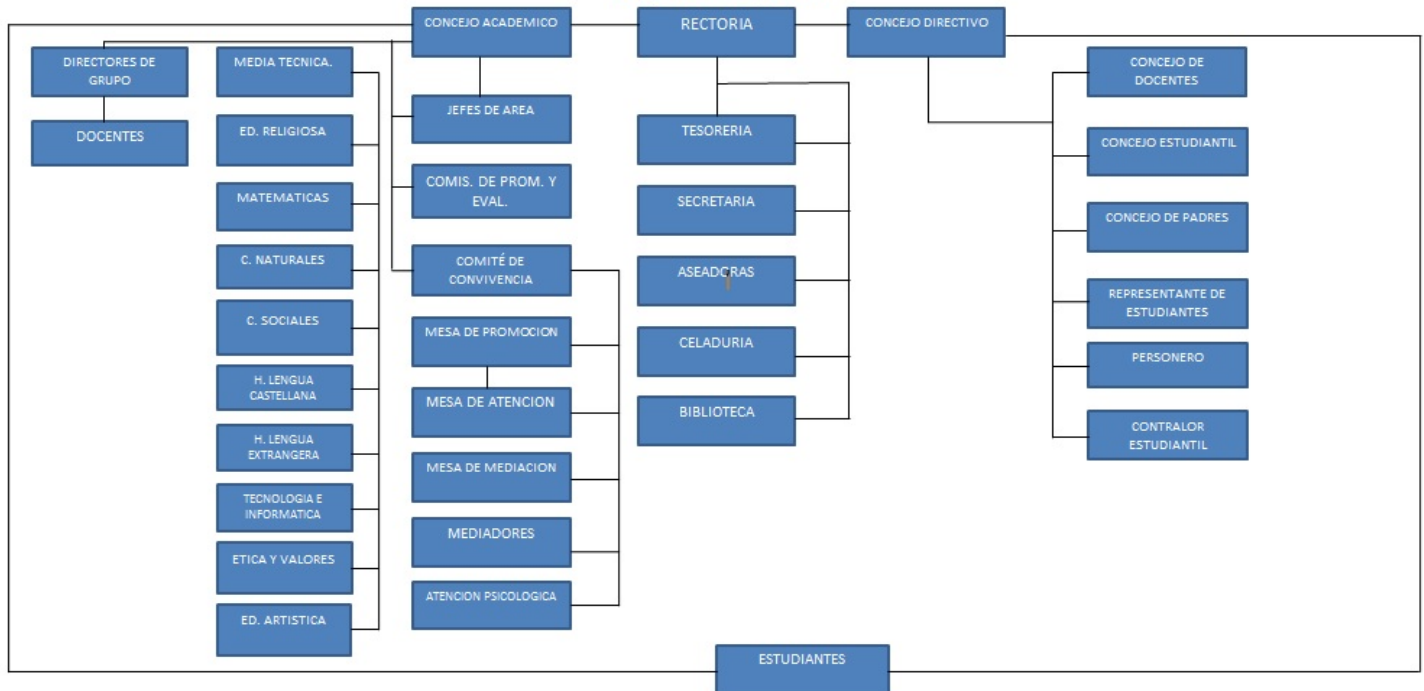 CONCEJO ACADEMICO
RECTORIA
CONCEJO DIRECTIVO
DIRECTORES DE
GRUPO
DOCENTES
MEDIA TECNICA.
ED. RELIGIOSA
MATEMATICAS
C. NATURALES
C. SOCIALES
H. LENGUA
CASTELLANA
H. LENGUA
EXTRANGERA
TECNOLOGIA E
INFORMATICA
ETICA Y VALORES
ED. ARTISTICA
JEFES DE AREA
COMIS. DE PROM. Y
EVAL.
COMITÉ DE
CONVIVENCIA
MESA DE PROMOCION
MESA DE ATENCION
MESA DE MEDIACION
MEDIADORES
ATENCION PSICOLOGICA
TESORERIA
SECRETARIA
ASEADORAS
CELADURIA
BIBLIOTECA
CONCEJO DE
DOCENTES
CONCEJO ESTUDIANTIL
CONCEJO DE PADRES
REPRESENTANTE DE
ESTUDIANTES
PERSONERO
CONTRALOR
ESTUDIANTIL
ESTUDIANTES